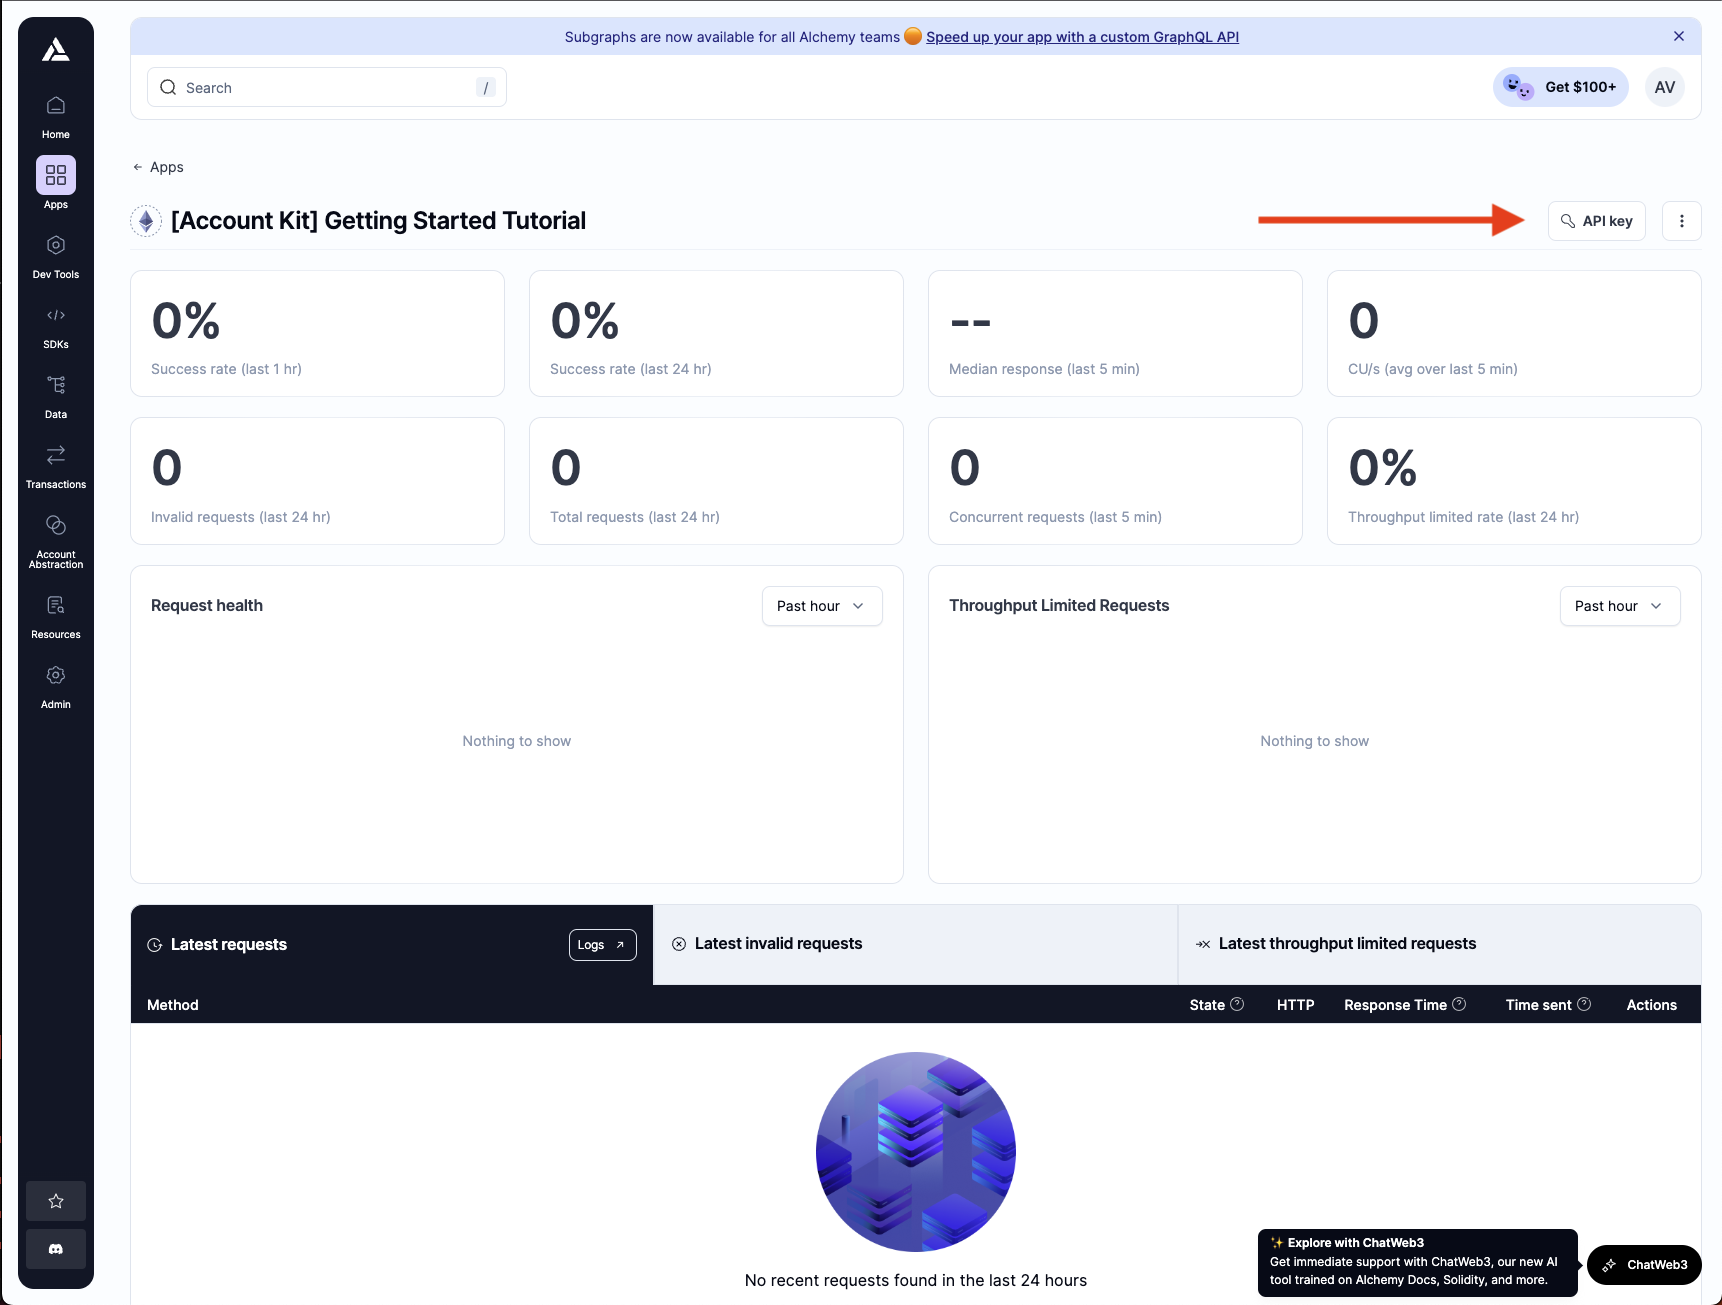 Subgraphs are now available for all Alchemy teams Speed up your app with a custom GraphQL API
Search /
Get $100+
AV
Home
Apps
Dev Tools
SDKs
Data
Transactions
Account
Abstraction
Resources
Admin
← Apps
[Account Kit] Getting Started Tutorial
API key
0%
Success rate (last 1 hr)
0%
Success rate (last 24 hr)
--
Median response (last 5 min)
0
CU/s (avg over last 5 min)
0
Invalid requests (last 24 hr)
0
Total requests (last 24 hr)
0
Concurrent requests (last 5 min)
0%
Throughput limited rate (last 24 hr)
Request health
Past hour
Nothing to show
Throughput Limited Requests
Past hour
Nothing to show
Latest requests
Logs
Latest invalid requests
Latest throughput limited requests
Method State HTTP Response Time Time sent Actions
No recent requests found in the last 24 hours
✨ Explore with ChatWeb3
Get immediate support with ChatWeb3, our new AI
tool trained on Alchemy Docs, Solidity, and more.
ChatWeb3